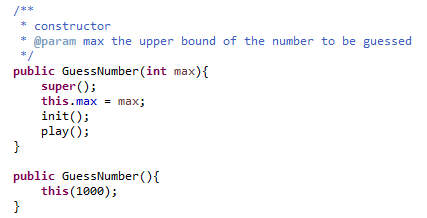 /**
 * constructor
 * @param max the upper bound of the number to be guessed
 */
public GuessNumber(int max){
    super();
    this.max = max;
    init();
    play();
}

public GuessNumber(){
    this(1000);
}